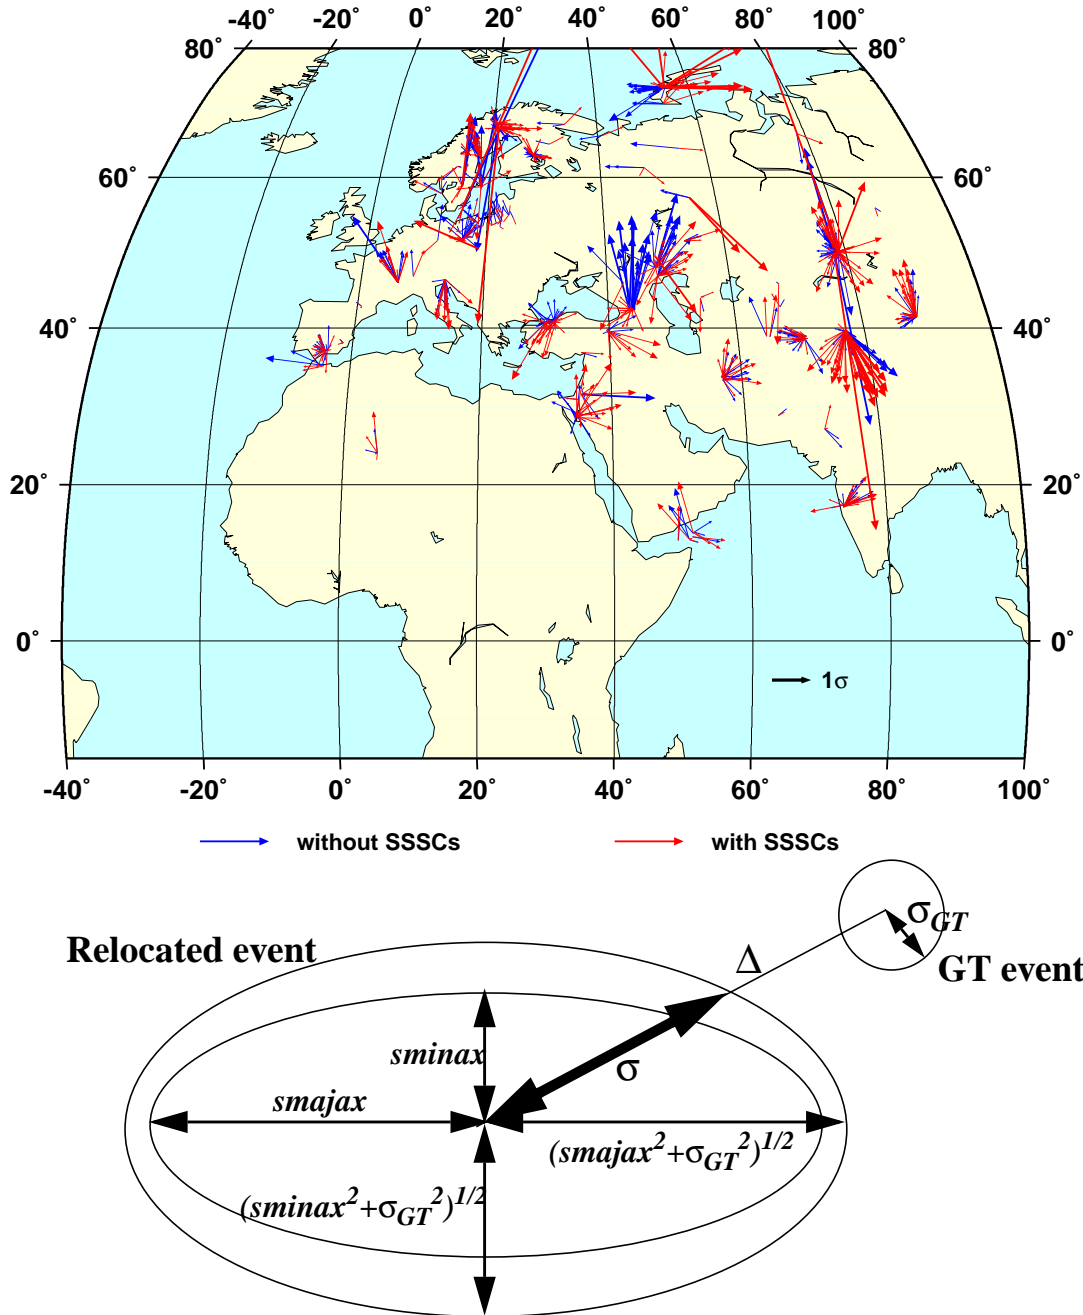 -40˚ -20˚ 0˚ 20˚ 40˚ 60˚ 80˚ 100˚
80˚ 80˚
60˚ 60˚
40˚ 40˚
20˚ 20˚
0˚ 0˚
1σ
-40˚ -20˚ 0˚ 20˚ 40˚ 60˚ 80˚ 100˚
without SSSCs with SSSCs
σGT
Relocated event
Δ
GT event
sminax
σ
smajax
(smajax²+σGT²)1/2
(sminax²+σGT²)1/2